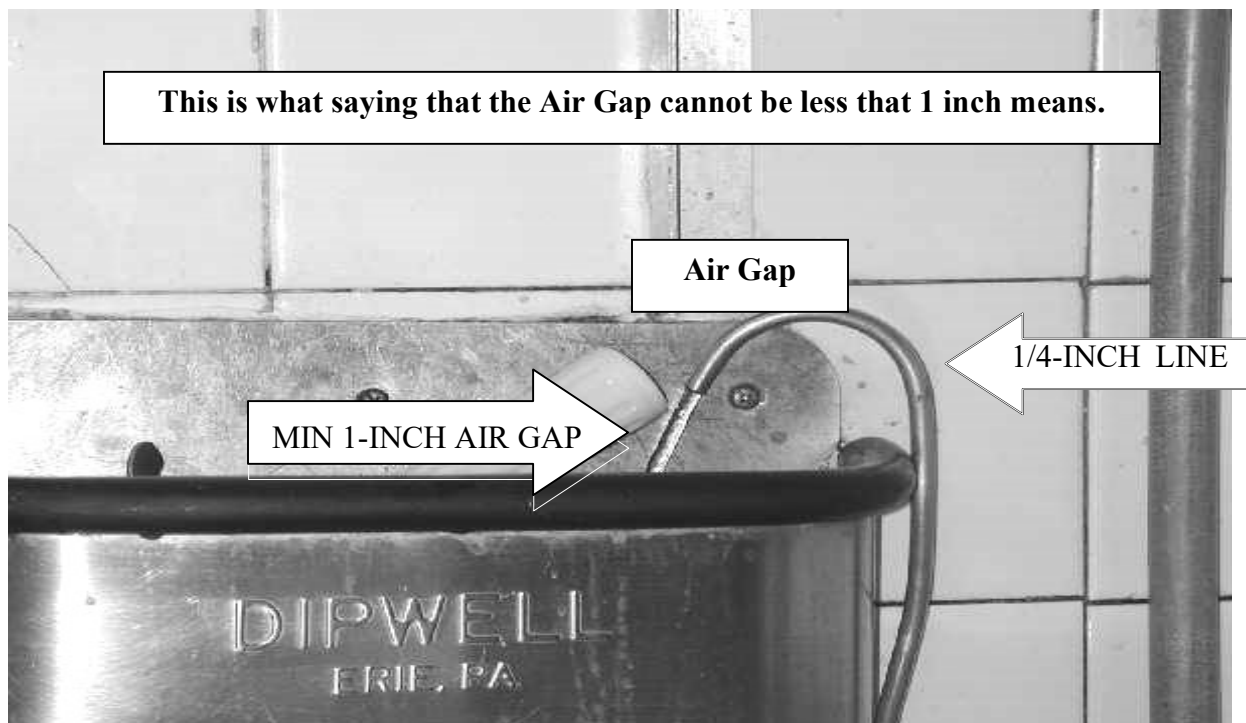 This is what saying that the Air Gap cannot be less that 1 inch means.
Air Gap
1/4-INCH LINE
MIN 1-INCH AIR GAP
DIPWELL
ERIE, PA